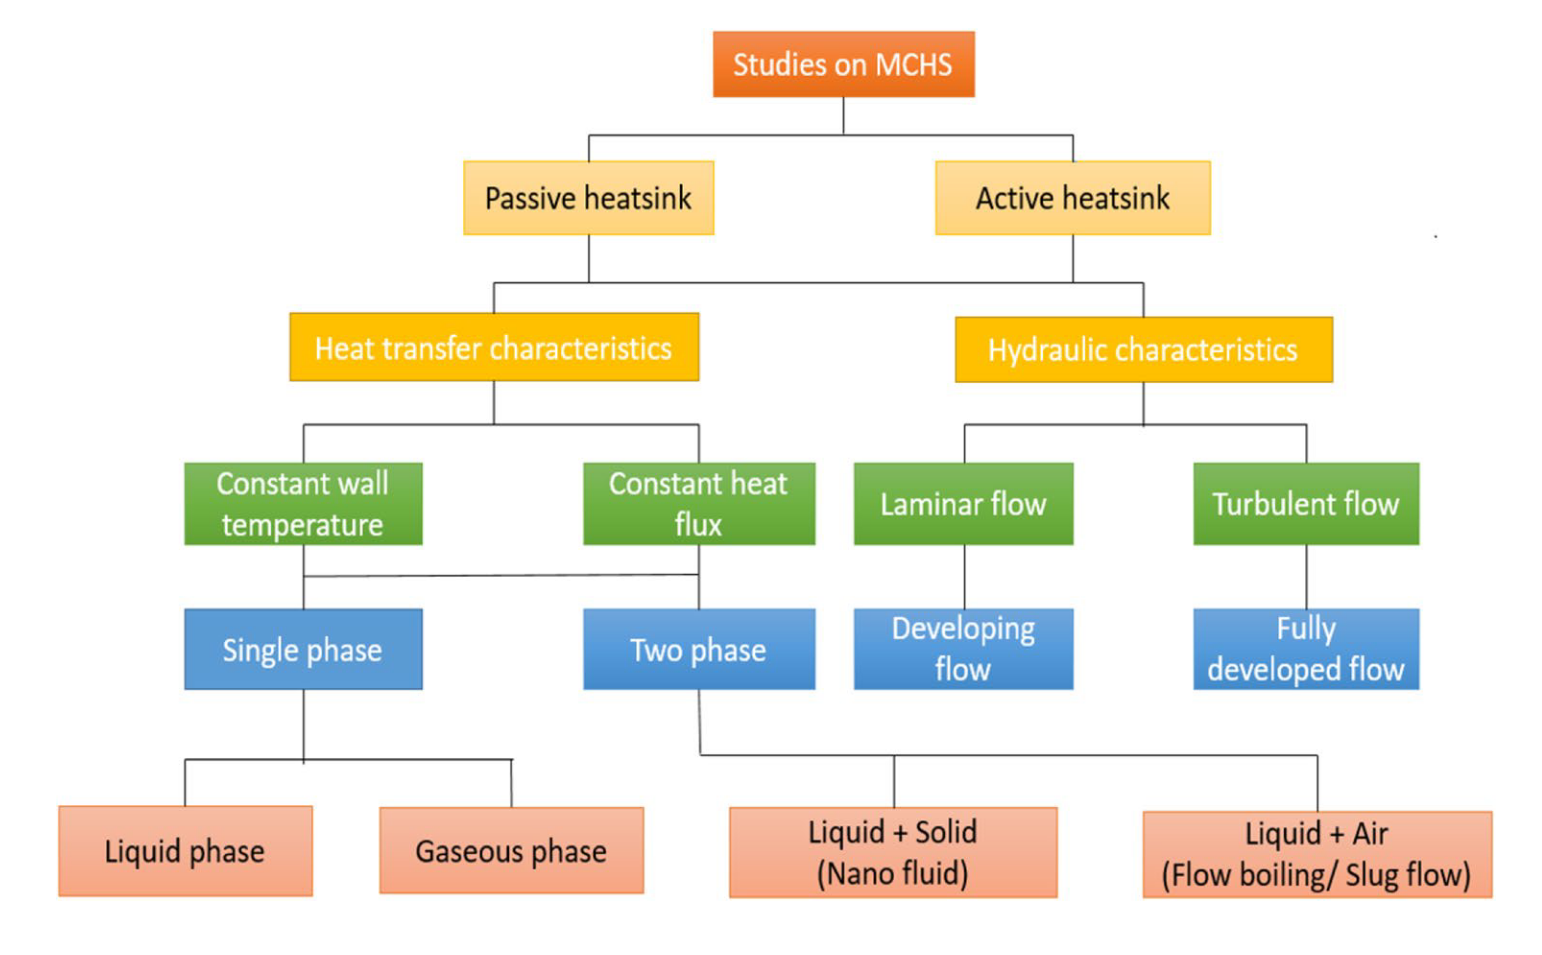 Studies on MCHS
Passive heatsink
Active heatsink
Heat transfer characteristics
Hydraulic characteristics
Constant wall
temperature
Constant heat
flux
Laminar flow
Turbulent flow
Single phase
Two phase
Developing
flow
Fully
developed flow
Liquid phase
Gaseous phase
Liquid + Solid
(Nano fluid)
Liquid + Air
(Flow boiling/ Slug flow)